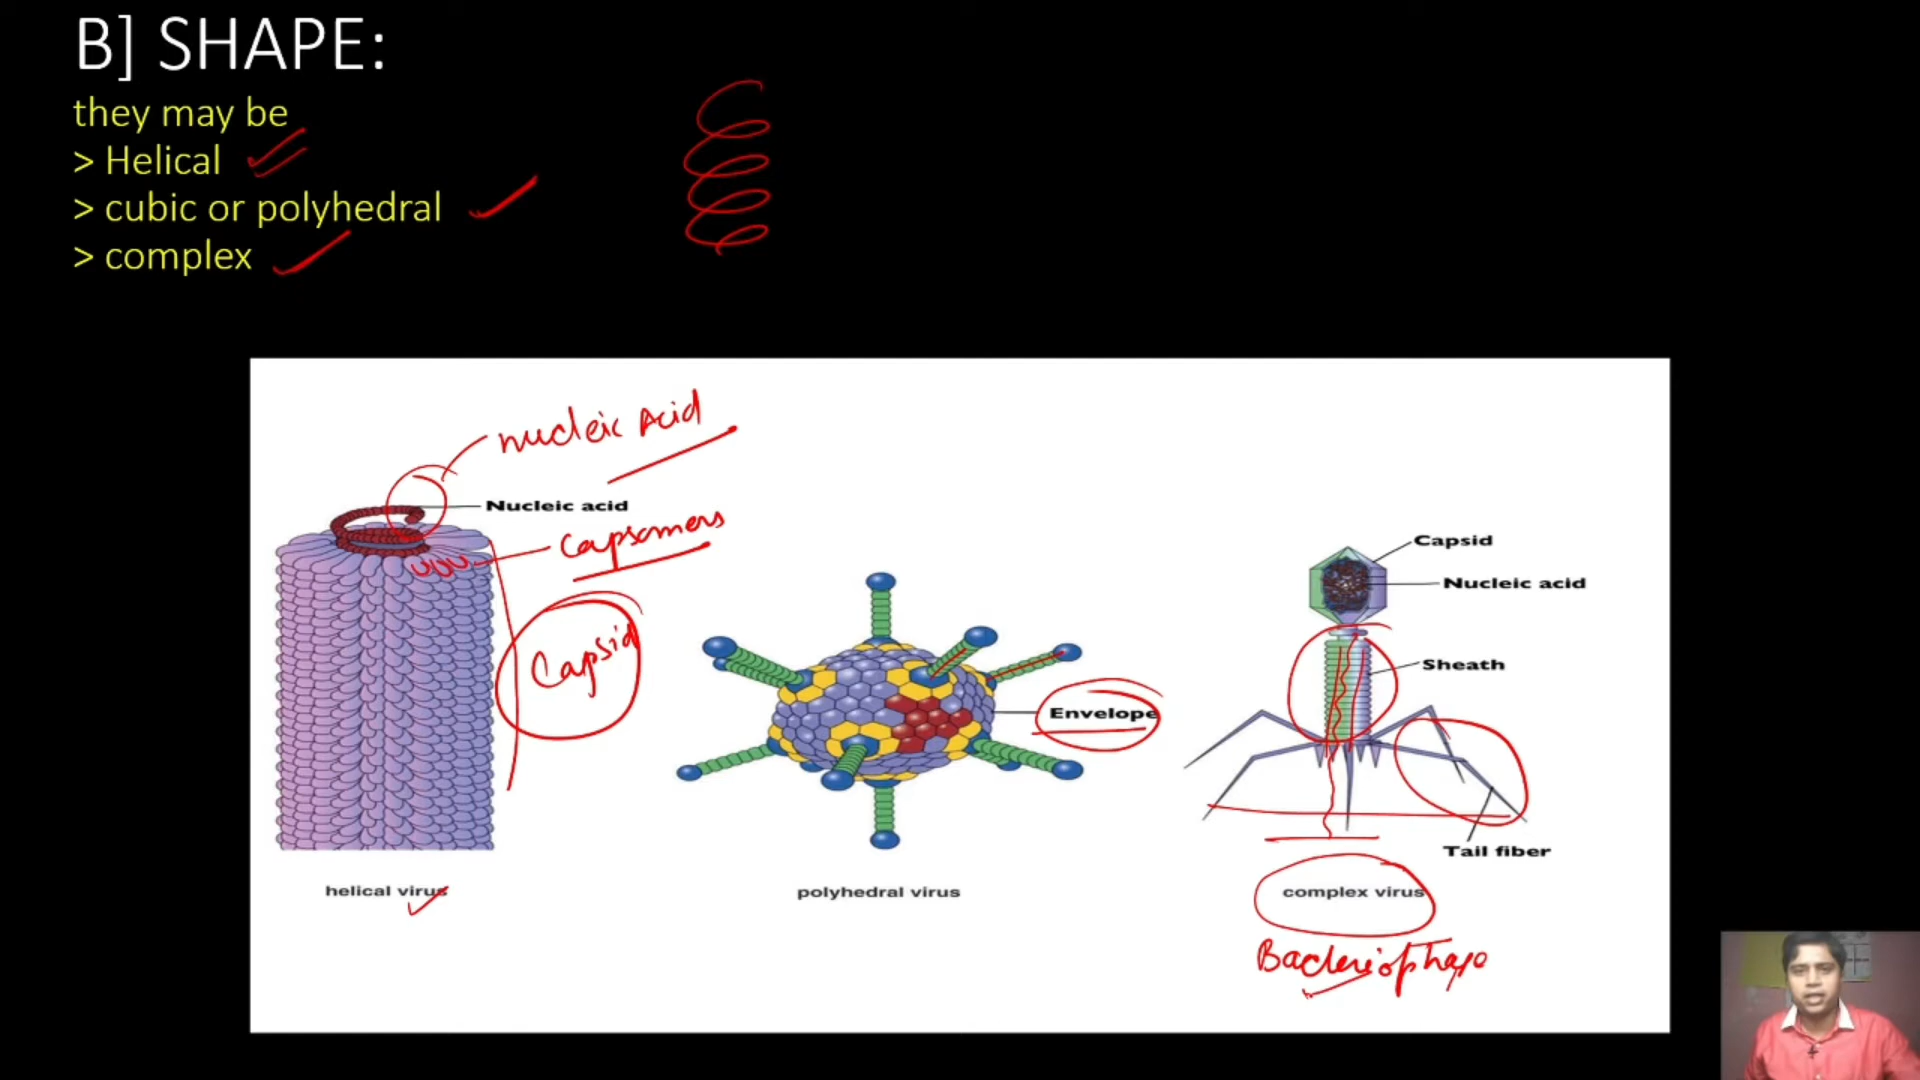 B] SHAPE:
they may be
> Helical
> cubic or polyhedral
> complex
nucleic Acid
Nucleic acid
Capsomers
Capsid
Envelope
Capsid
Nucleic acid
Sheath
Tail fiber
helical virus
polyhedral virus
complex virus
Bacteriophage